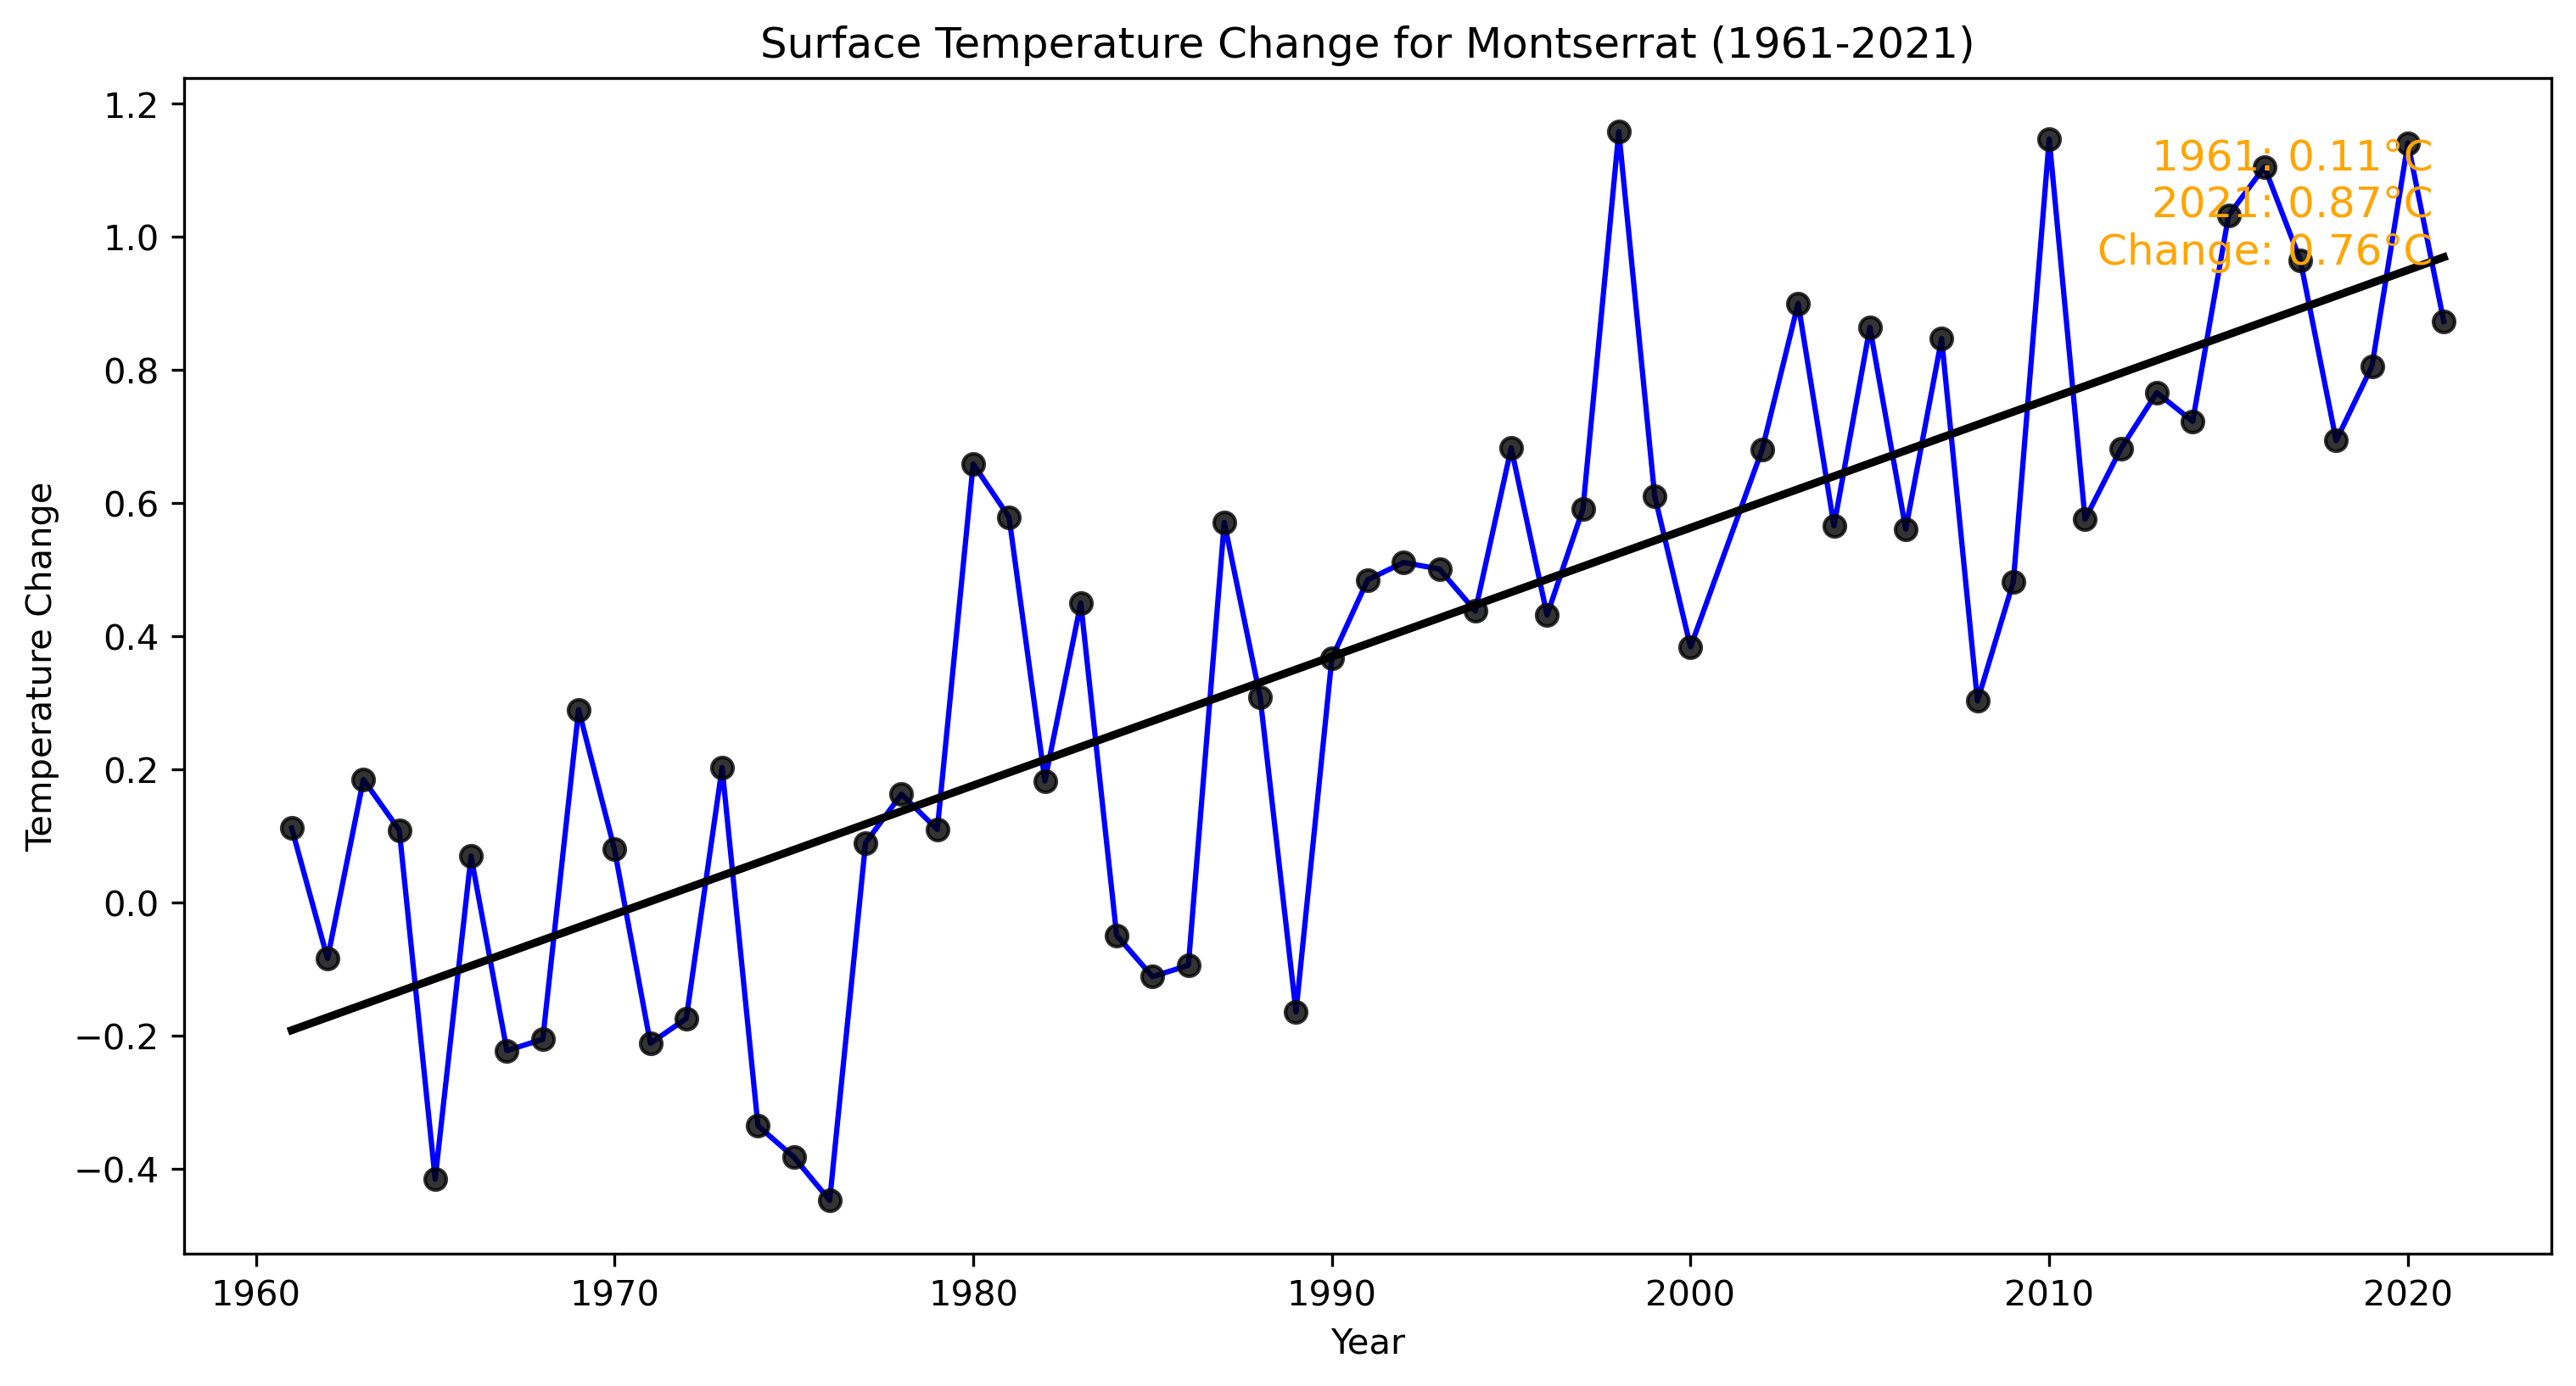 Surface Temperature Change for Montserrat (1961-2021)
1.2
1.0
0.8
0.6
0.4
0.2
0.0
−0.2
−0.4
Temperature Change
1961: 0.11°C
2021: 0.87°C
Change: 0.76°C
1960 1970 1980 1990 2000 2010 2020
Year